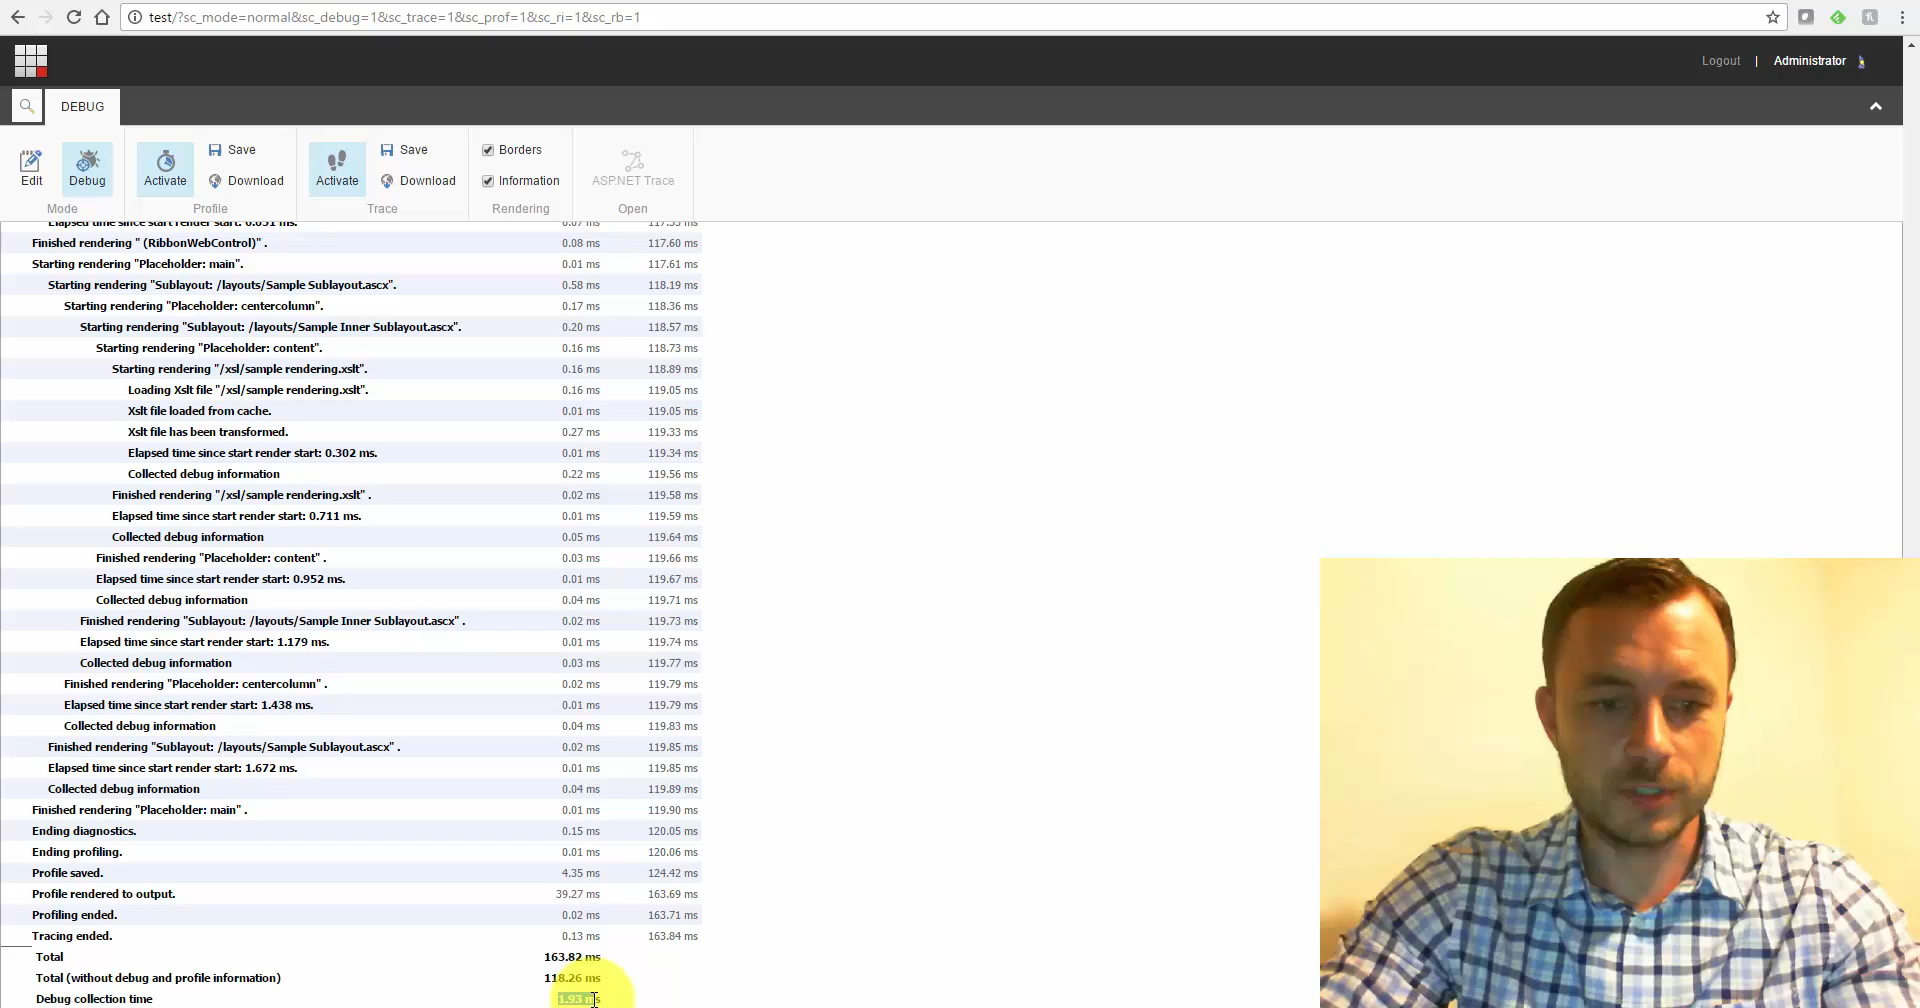 test/?sc_mode=normal&sc_debug=1&sc_trace=1&sc_prof=1&sc_ri=1&sc_rb=1
Logout | Administrator
DEBUG
Edit Debug Activate Save Download Activate Save Download Borders Information ASP.NET Trace
Mode Profile Trace Rendering Open
Elapsed time since start render start: 0.051 ms. 0.07 ms 117.53 ms
Finished rendering " (RibbonWebControl)" . 0.08 ms 117.60 ms
Starting rendering "Placeholder: main". 0.01 ms 117.61 ms
Starting rendering "Sublayout: /layouts/Sample Sublayout.ascx". 0.58 ms 118.19 ms
Starting rendering "Placeholder: centercolumn". 0.17 ms 118.36 ms
Starting rendering "Sublayout: /layouts/Sample Inner Sublayout.ascx". 0.20 ms 118.57 ms
Starting rendering "Placeholder: content". 0.16 ms 118.73 ms
Starting rendering "/xsl/sample rendering.xslt". 0.16 ms 118.89 ms
Loading Xslt file "/xsl/sample rendering.xslt". 0.16 ms 119.05 ms
Xslt file loaded from cache. 0.01 ms 119.05 ms
Xslt file has been transformed. 0.27 ms 119.33 ms
Elapsed time since start render start: 0.302 ms. 0.01 ms 119.34 ms
Collected debug information 0.22 ms 119.56 ms
Finished rendering "/xsl/sample rendering.xslt" . 0.02 ms 119.58 ms
Elapsed time since start render start: 0.711 ms. 0.01 ms 119.59 ms
Collected debug information 0.05 ms 119.64 ms
Finished rendering "Placeholder: content" . 0.03 ms 119.66 ms
Elapsed time since start render start: 0.952 ms. 0.01 ms 119.67 ms
Collected debug information 0.04 ms 119.71 ms
Finished rendering "Sublayout: /layouts/Sample Inner Sublayout.ascx" . 0.02 ms 119.73 ms
Elapsed time since start render start: 1.179 ms. 0.01 ms 119.74 ms
Collected debug information 0.03 ms 119.77 ms
Finished rendering "Placeholder: centercolumn" . 0.02 ms 119.79 ms
Elapsed time since start render start: 1.438 ms. 0.01 ms 119.79 ms
Collected debug information 0.04 ms 119.83 ms
Finished rendering "Sublayout: /layouts/Sample Sublayout.ascx" . 0.02 ms 119.85 ms
Elapsed time since start render start: 1.672 ms. 0.01 ms 119.85 ms
Collected debug information 0.04 ms 119.89 ms
Finished rendering "Placeholder: main" . 0.01 ms 119.90 ms
Ending diagnostics. 0.15 ms 120.05 ms
Ending profiling. 0.01 ms 120.06 ms
Profile saved. 4.35 ms 124.42 ms
Profile rendered to output. 39.27 ms 163.69 ms
Profiling ended. 0.02 ms 163.71 ms
Tracing ended. 0.13 ms 163.84 ms
Total 163.82 ms
Total (without debug and profile information) 118.26 ms
Debug collection time 1.93 ms